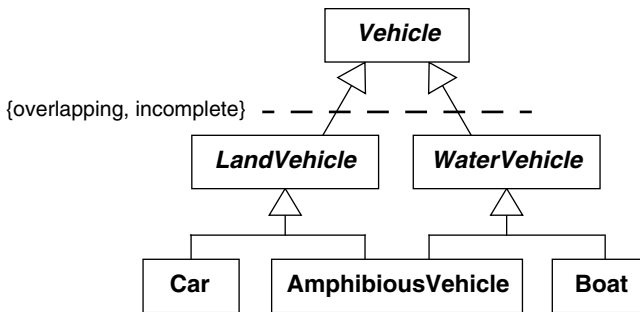 Vehicle
{overlapping, incomplete}
LandVehicle
WaterVehicle
Car
AmphibiousVehicle
Boat